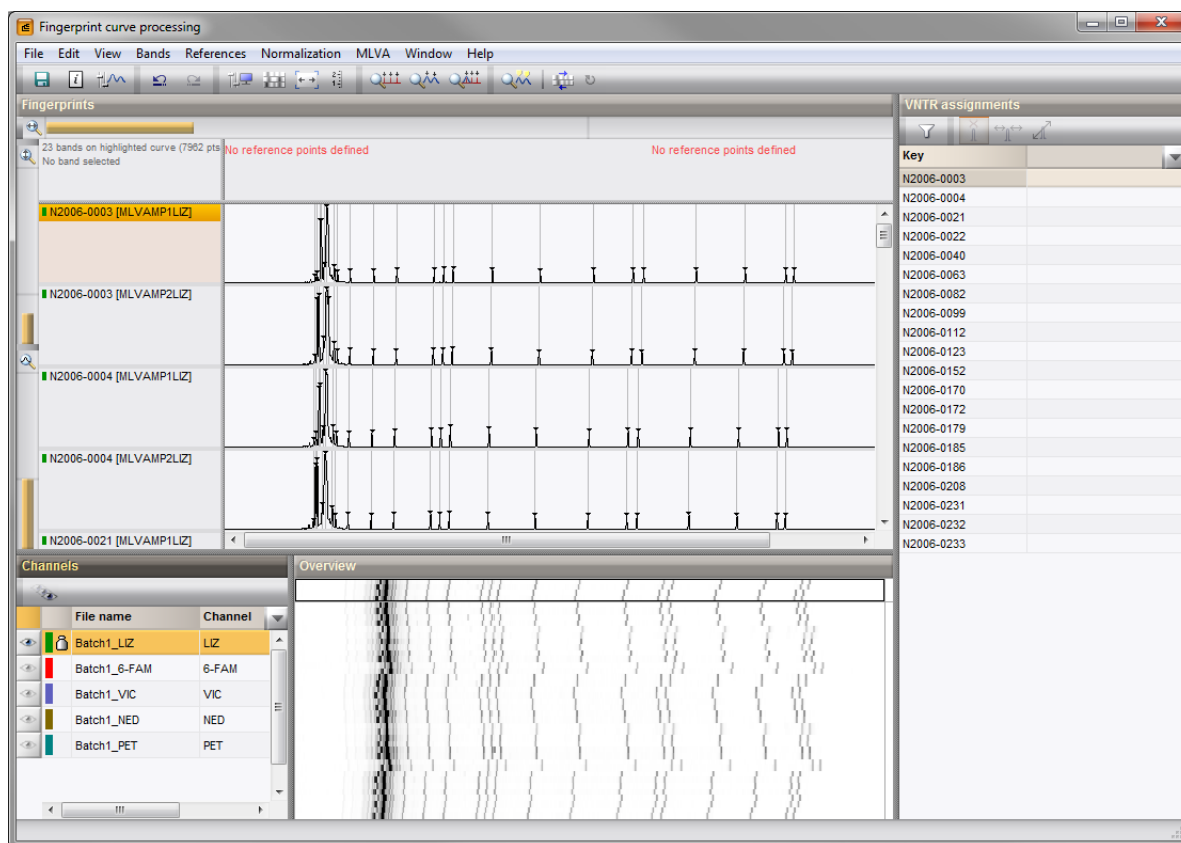 Fingerprint curve processing
File Edit View Bands References Normalization MLVA Window Help
Fingerprints
23 bands on highlighted curve (7962 pts
No band selected
No reference points defined
No reference points defined
N2006-0003 [MLVAMP1LIZ]
N2006-0003 [MLVAMP2LIZ]
N2006-0004 [MLVAMP1LIZ]
N2006-0004 [MLVAMP2LIZ]
N2006-0021 [MLVAMP1LIZ]
Channels
File name Channel
Batch1_LIZ LIZ
Batch1_6-FAM 6-FAM
Batch1_VIC VIC
Batch1_NED NED
Batch1_PET PET
Overview
VNTR assignments
Key
N2006-0003
N2006-0004
N2006-0021
N2006-0022
N2006-0040
N2006-0063
N2006-0082
N2006-0099
N2006-0112
N2006-0123
N2006-0152
N2006-0170
N2006-0172
N2006-0179
N2006-0185
N2006-0186
N2006-0208
N2006-0231
N2006-0232
N2006-0233